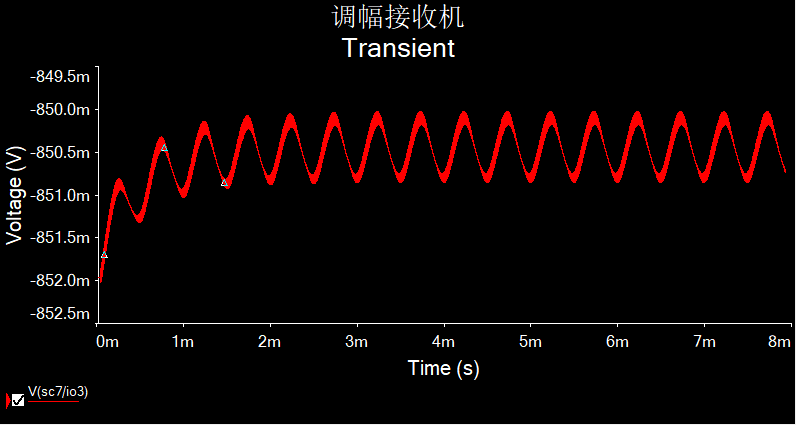 调幅接收机
Transient
-849.5m
-850.0m
-850.5m
-851.0m
-851.5m
-852.0m
-852.5m
Voltage (V)
0m 1m 2m 3m 4m 5m 6m 7m 8m
Time (s)
V(sc7/io3)